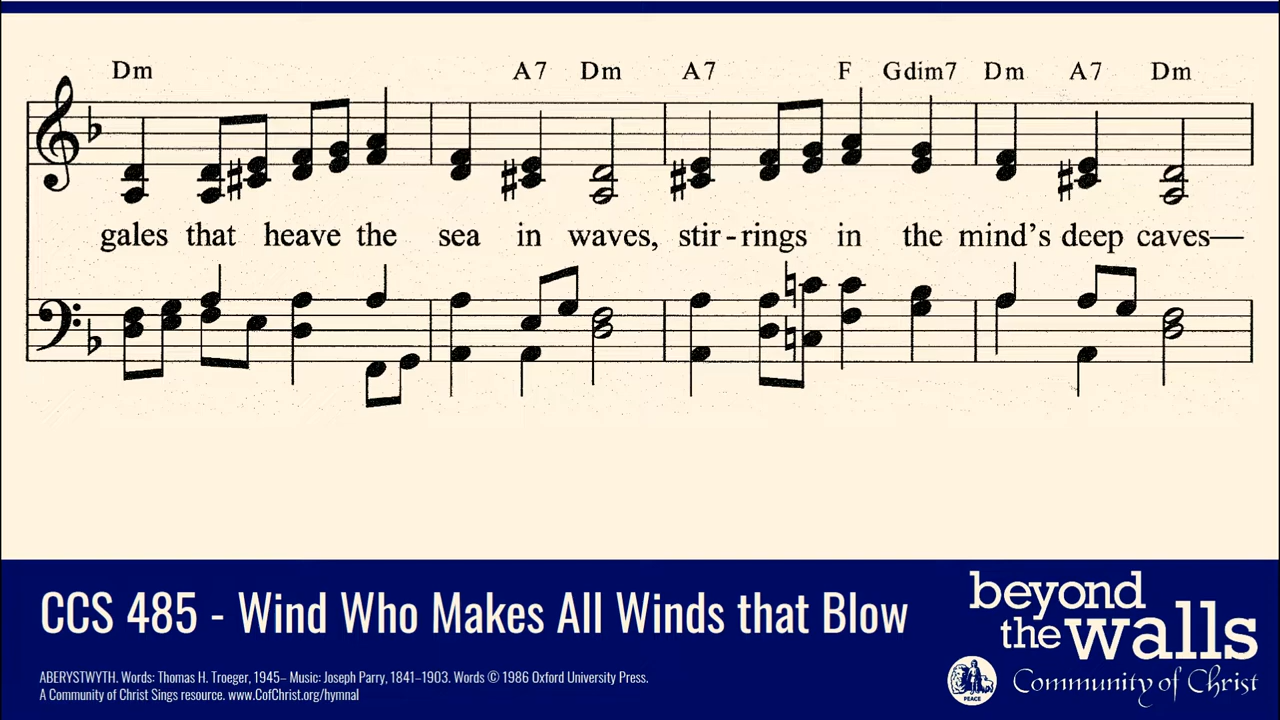 Dm A7 Dm A7 F Gdim7 Dm A7 Dm
gales that heave the sea in waves, stir-rings in the mind's deep caves—
CCS 485 - Wind Who Makes All Winds that Blow
ABERYSTWYTH. Words: Thomas H. Troeger, 1945– Music: Joseph Parry, 1841–1903. Words © 1986 Oxford University Press.
A Community of Christ Sings resource. www.CofChrist.org/hymnal
beyond
the walls
PEACE
Community of Christ